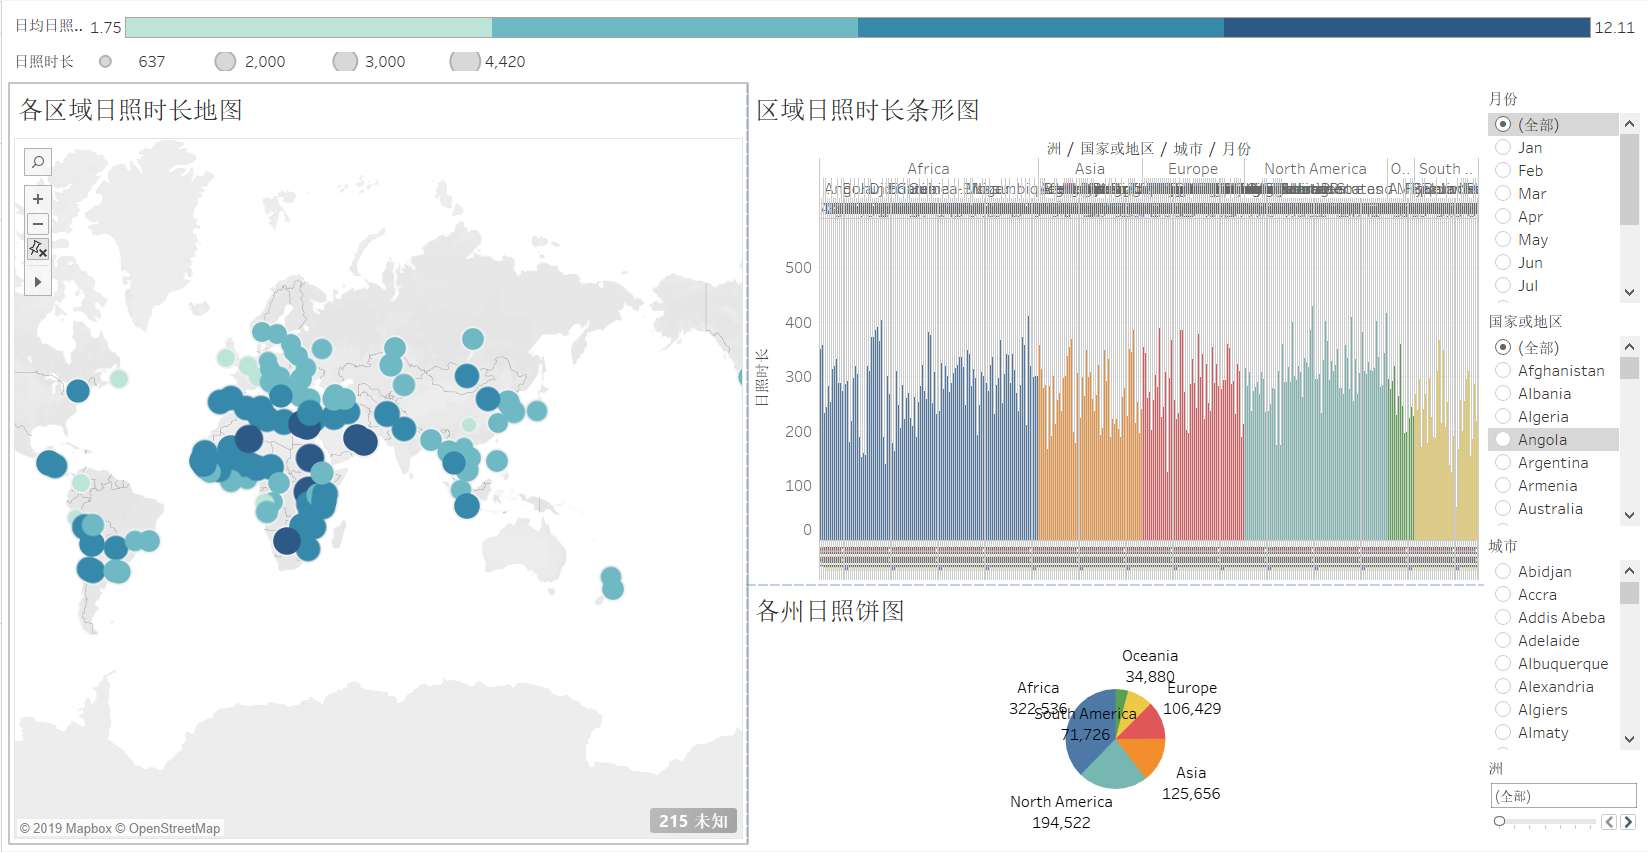 日均日照.. 1.75 12.11
日照时长 637 2,000 3,000 4,420
各区域日照时长地图
© 2019 Mapbox © OpenStreetMap
215 未知
区域日照时长条形图
洲 / 国家或地区 / 城市 / 月份
Africa Asia Europe North America O.. South ..
日照时长
500
400
300
200
100
0
各州日照饼图
Oceania
34,880
Africa
322,536
Europe
106,429
South America
71,726
Asia
125,656
North America
194,522
月份
(全部)
Jan
Feb
Mar
Apr
May
Jun
Jul
国家或地区
(全部)
Afghanistan
Albania
Algeria
Angola
Argentina
Armenia
Australia
城市
Abidjan
Accra
Addis Abeba
Adelaide
Albuquerque
Alexandria
Algiers
Almaty
洲
(全部)